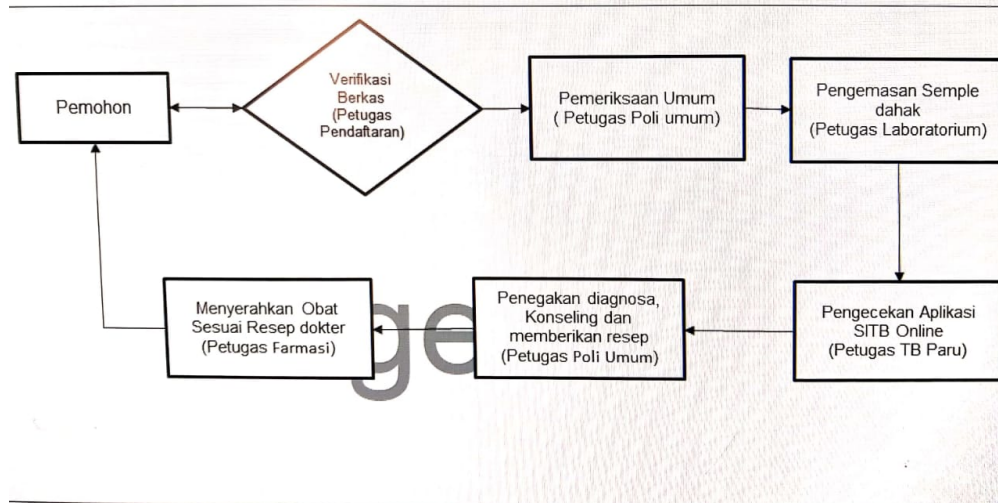 Pemohon
Verifikasi
Berkas
(Petugas
Pendaftaran)
Pemeriksaan Umum
( Petugas Poli umum)
Pengemasan Semple
dahak
(Petugas Laboratorium)
Pengecekan Aplikasi
SITB Online
(Petugas TB Paru)
Penegakan diagnosa,
Konseling dan
memberikan resep
(Petugas Poli Umum)
Menyerahkan Obat
Sesuai Resep dokter
(Petugas Farmasi)
ge